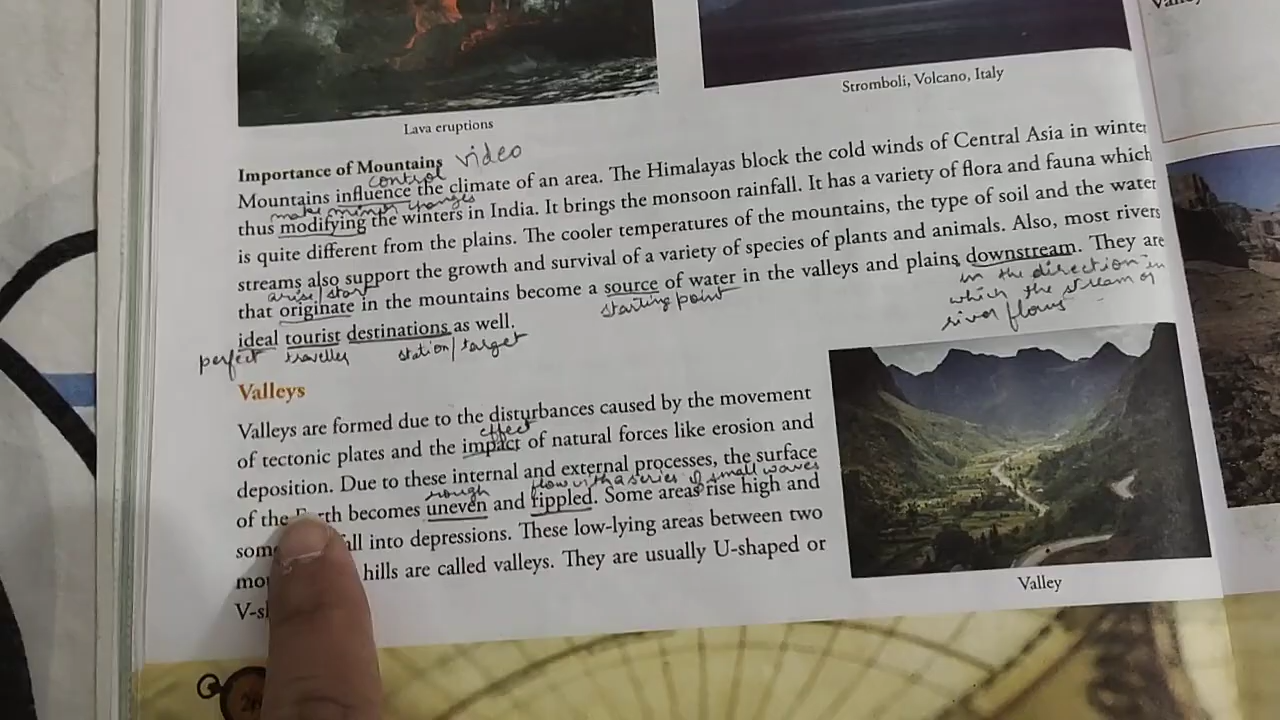 Valley
Stromboli, Volcano, Italy
Lava eruptions
Importance of Mountains video
control
Mountains influence the climate of an area. The Himalayas block the cold winds of Central Asia in winter
make minor changes
thus modifying the winters in India. It brings the monsoon rainfall. It has a variety of flora and fauna which
is quite different from the plains. The cooler temperatures of the mountains, the type of soil and the water
streams also support the growth and survival of a variety of species of plants and animals. Also, most rivers
arise/start
that originate in the mountains become a source of water in the valleys and plains downstream. They are
starting point
in the direction in
which the stream or
river flows
ideal tourist destinations as well.
perfect traveller station/target
Valleys
Valleys are formed due to the disturbances caused by the movement
effect
of tectonic plates and the impact of natural forces like erosion and
deposition. Due to these internal and external processes, the surface
rough flow with a series of small waves
of the becomes uneven and rippled. Some areas rise high and
into depressions. These low-lying areas between two
hills are called valleys. They are usually U-shaped or
Valley